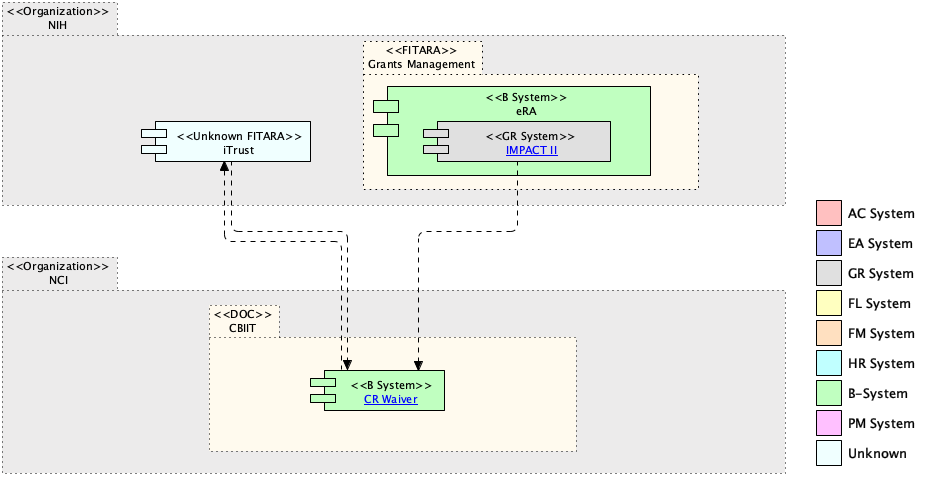 <<Organization>>
NIH
<<FITARA>>
Grants Management
<<B System>>
eRA
<<Unknown FITARA>>
iTrust
<<GR System>>
IMPACT II
<<Organization>>
NCI
<<DOC>>
CBIIT
<<B System>>
CR Waiver
AC System
EA System
GR System
FL System
FM System
HR System
B-System
PM System
Unknown